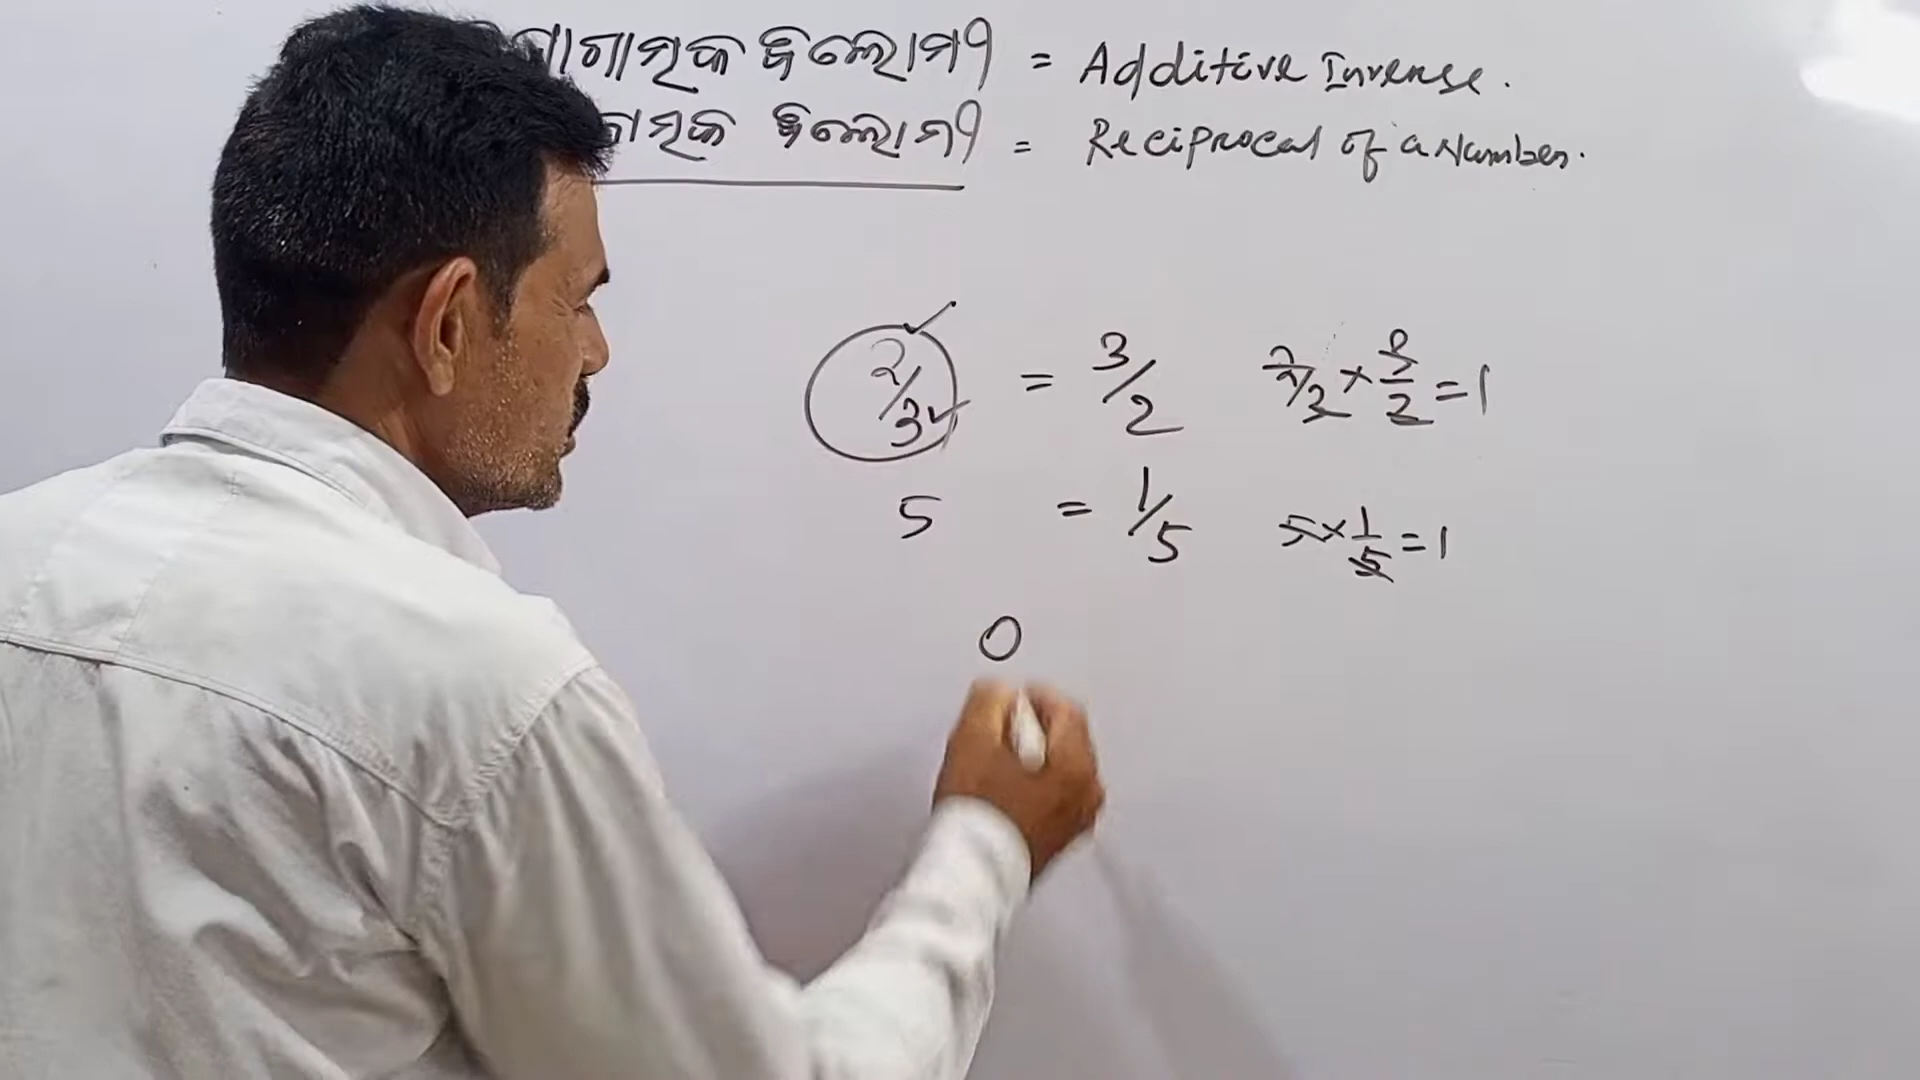 ବିଲୋମୀ = Additive Inverse.
ବିଲୋମୀ = Reciprocal of a Number.
2/3 = 3/2 2/3 × 3/2 = 1
5 = 1/5 5 × 1/5 = 1
0